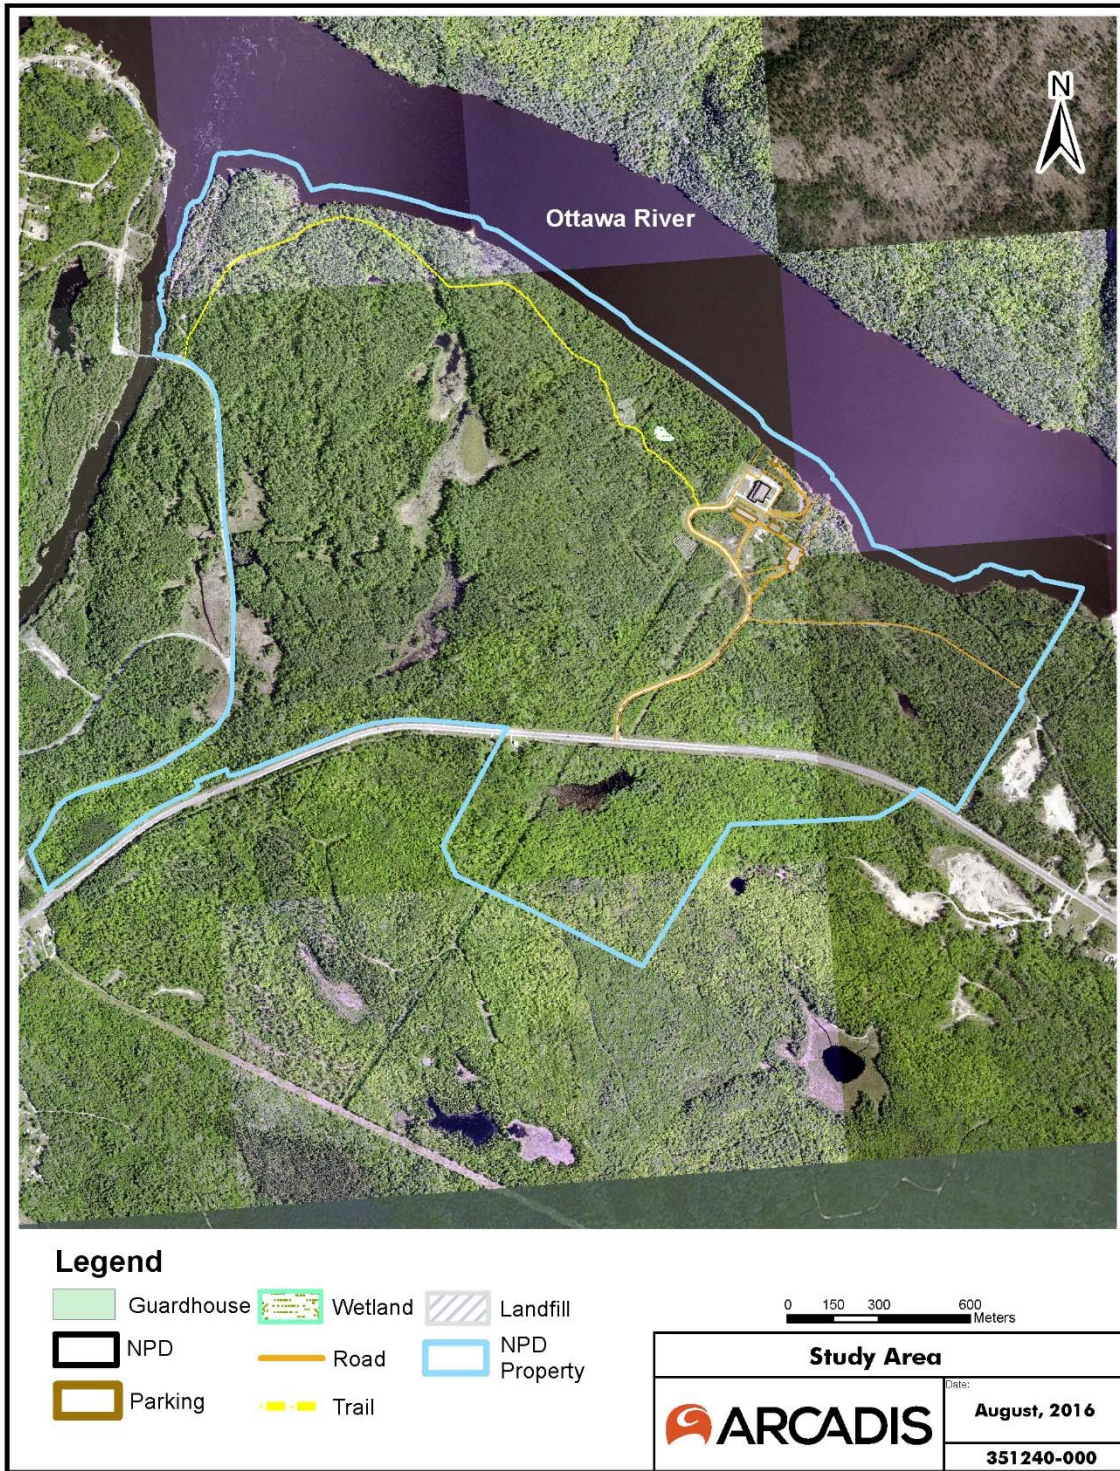 N
Ottawa River
Legend
Guardhouse
Wetland
Landfill
NPD
Road
NPD
Property
Parking
Trail
0 150 300 600
Meters
Study Area
ARCADIS
Date:
August, 2016
351240-000